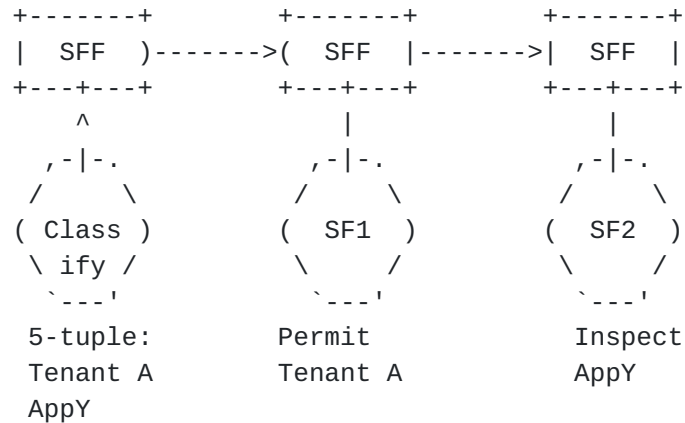 +-------+        +-------+        +-------+
|  SFF  )------->(  SFF  |------->|  SFF  |
+---+---+        +---+---+        +---+---+
    ^                |                |
  ,-|-.            ,-|-.            ,-|-.
 /     \          /     \          /     \
( Class )        (  SF1  )        (  SF2  )
 \ ify /          \     /          \     /
  `---'            `---'            `---'
 5-tuple:        Permit             Inspect
 Tenant A        Tenant A           AppY
 AppY